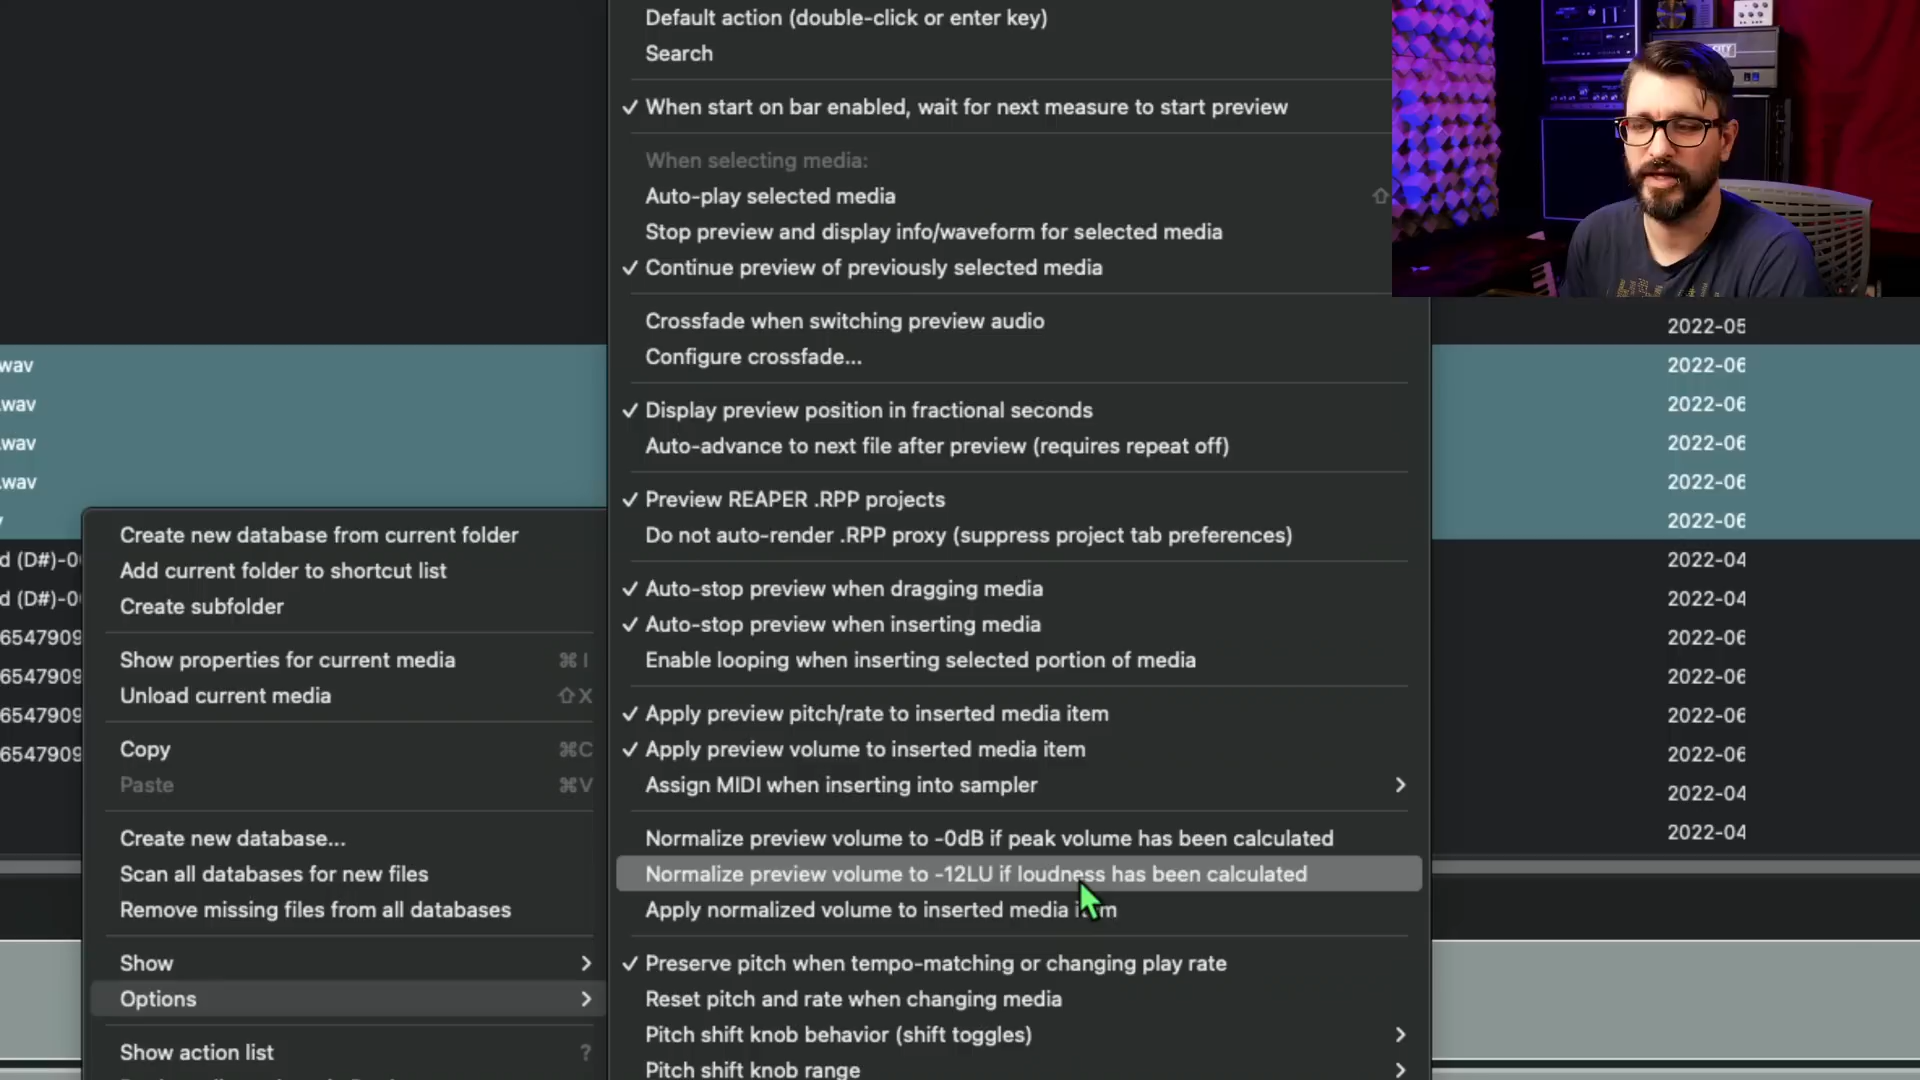 Default action (double-click or enter key)
Search
When start on bar enabled, wait for next measure to start preview
When selecting media:
Auto-play selected media ⇧
Stop preview and display info/waveform for selected media
Continue preview of previously selected media
Crossfade when switching preview audio
Configure crossfade...
Display preview position in fractional seconds
Auto-advance to next file after preview (requires repeat off)
Preview REAPER .RPP projects
Do not auto-render .RPP proxy (suppress project tab preferences)
Auto-stop preview when dragging media
Auto-stop preview when inserting media
Enable looping when inserting selected portion of media
Apply preview pitch/rate to inserted media item
Apply preview volume to inserted media item
Assign MIDI when inserting into sampler
Normalize preview volume to -0dB if peak volume has been calculated
Normalize preview volume to -12LU if loudness has been calculated
Apply normalized volume to inserted media item
Preserve pitch when tempo-matching or changing play rate
Reset pitch and rate when changing media
Pitch shift knob behavior (shift toggles)
Pitch shift knob range
wav
.wav
.wav
.wav
d (D#)-0
d (D#)-0
6547909
6547909
6547909
6547909
Create new database from current folder
Add current folder to shortcut list
Create subfolder
Show properties for current media ⌘I
Unload current media ⇧X
Copy ⌘C
Paste ⌘V
Create new database...
Scan all databases for new files
Remove missing files from all databases
Show
Options
Show action list ?
2022-05
2022-06
2022-06
2022-06
2022-06
2022-06
2022-04
2022-04
2022-06
2022-06
2022-06
2022-06
2022-04
2022-04